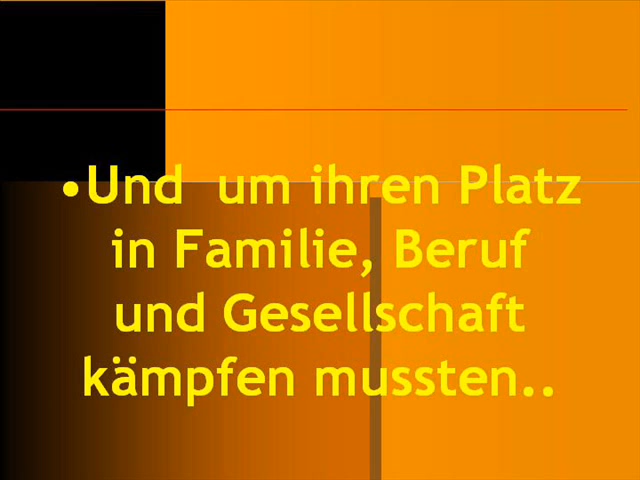 •Und  um ihren Platz
in Familie, Beruf
und Gesellschaft
kämpfen mussten..